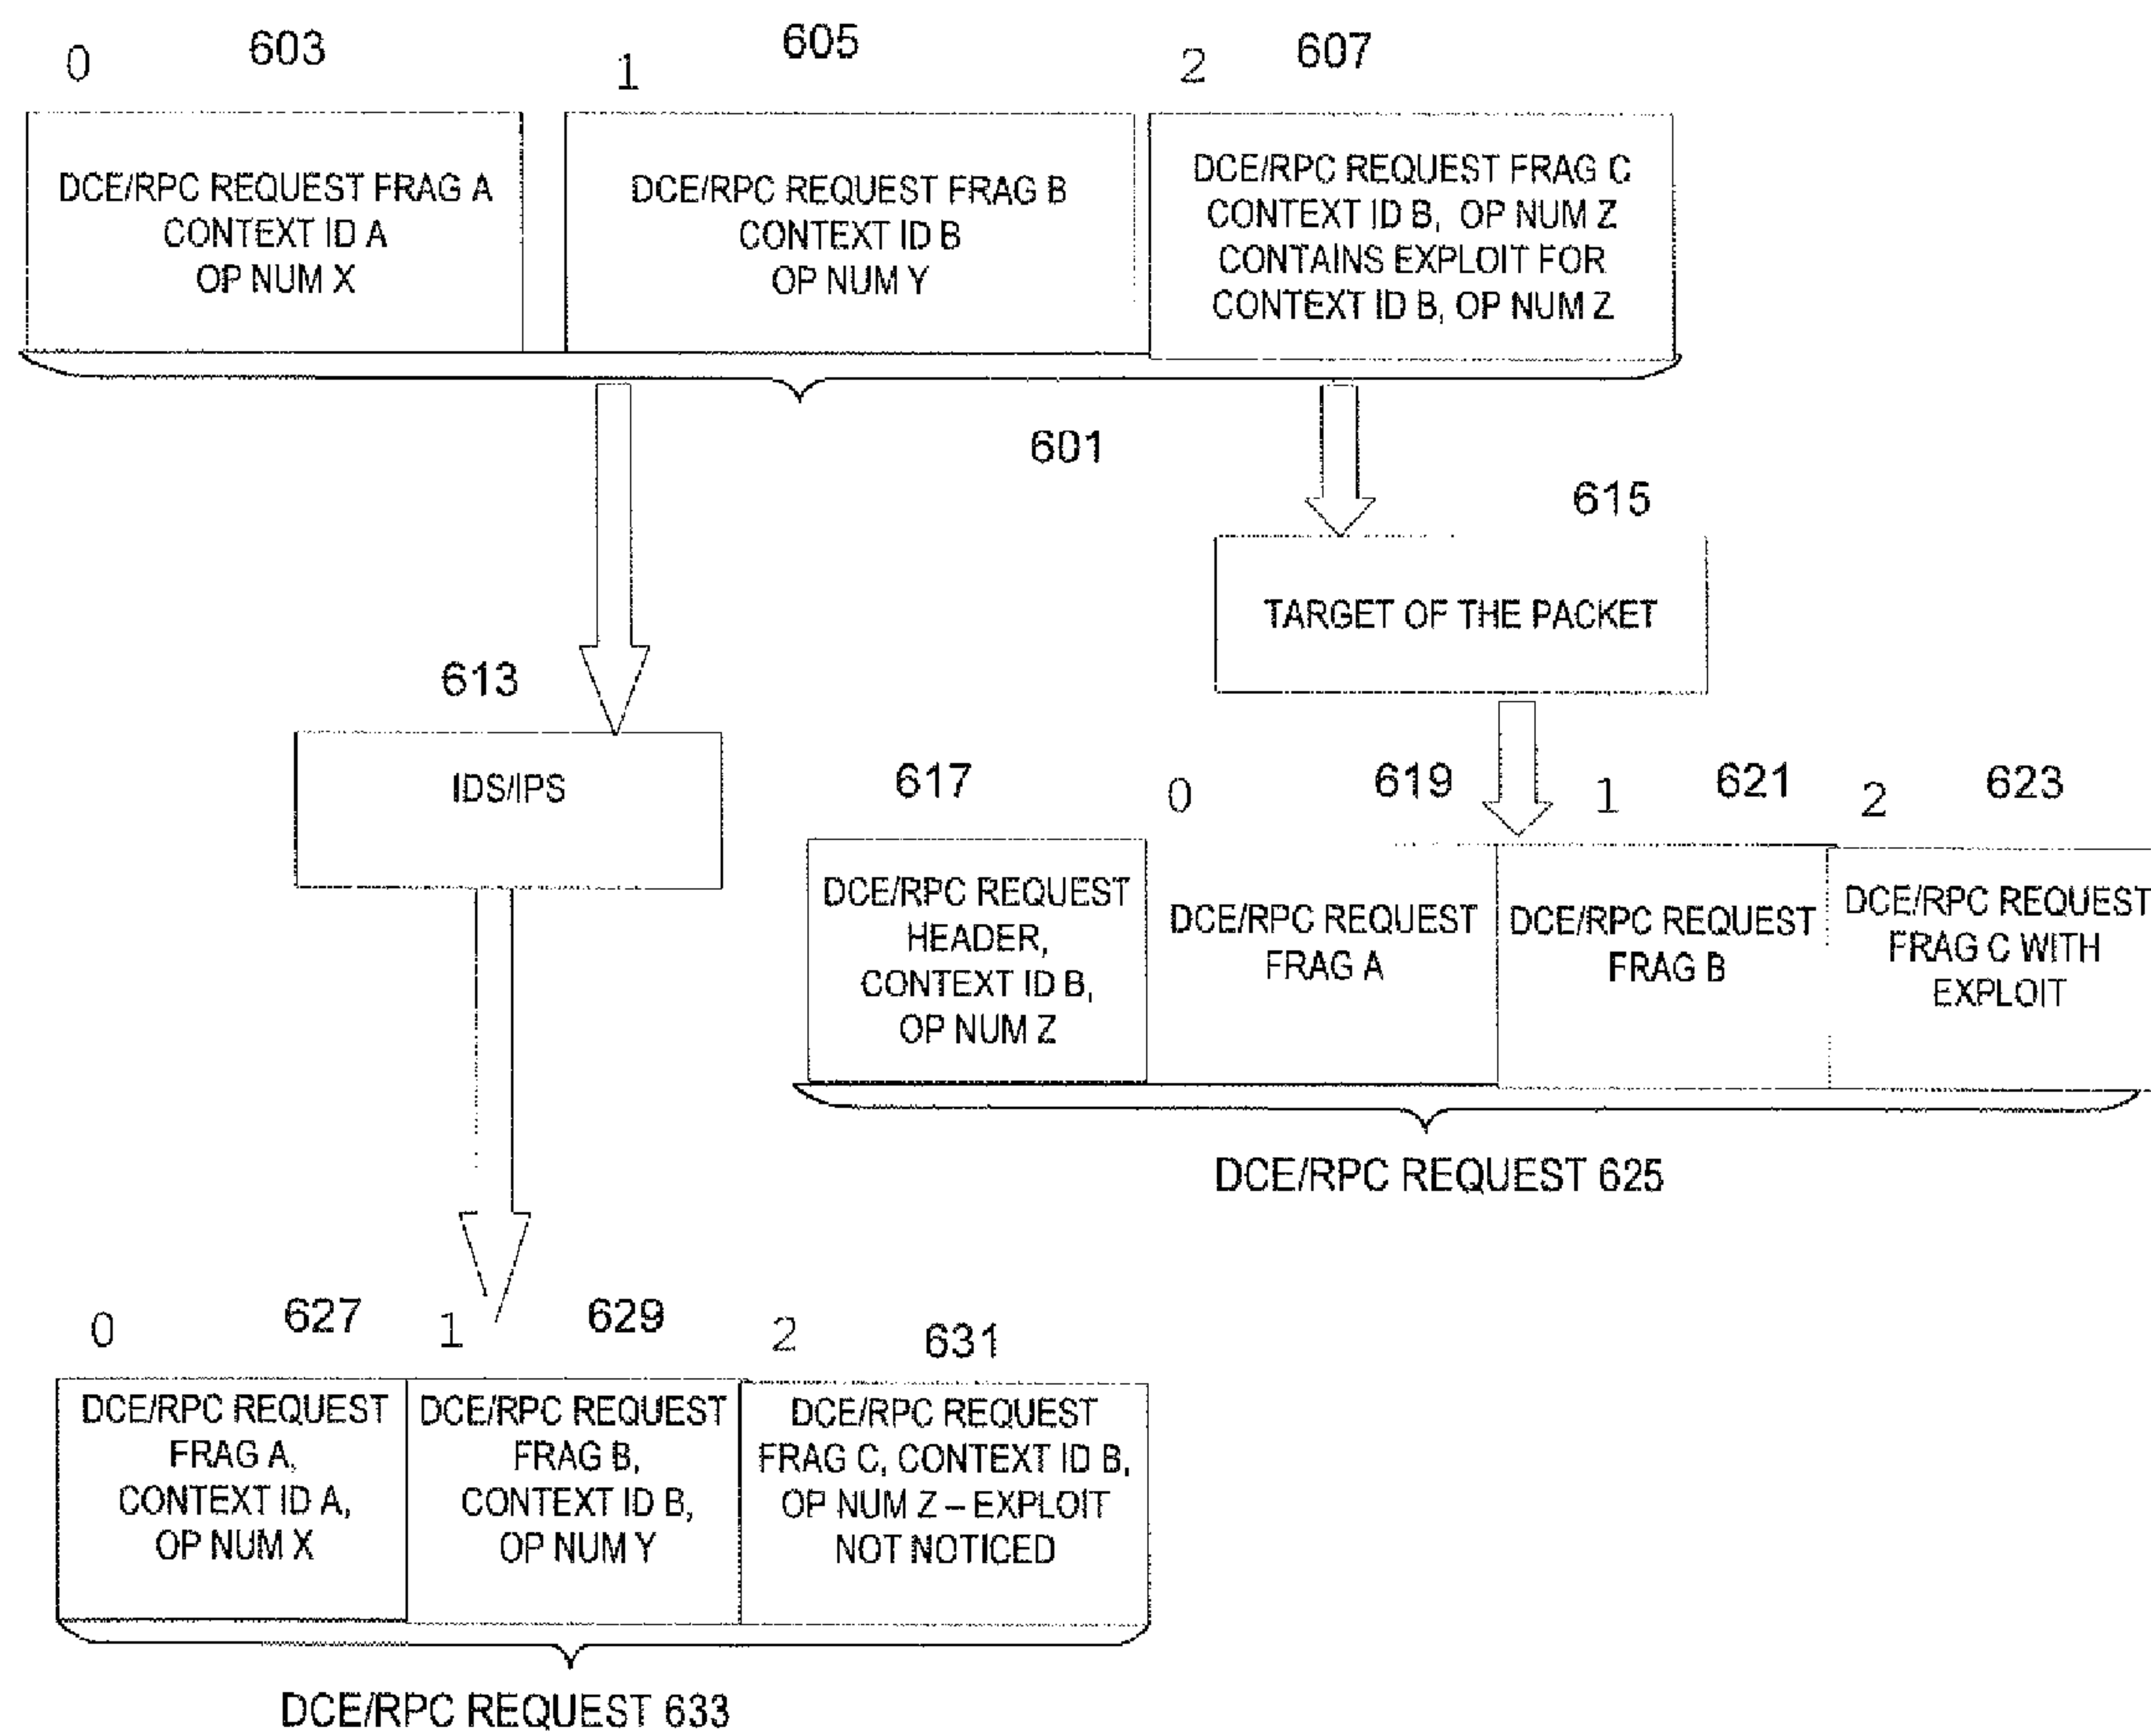 0
603
1
605
2
607
DCE/RPC REQUEST FRAG A
CONTEXT ID A
OP NUM X
DCE/RPC REQUEST FRAG B
CONTEXT ID B
OP NUM Y
DCE/RPC REQUEST FRAG C
CONTEXT ID B, OP NUM Z
CONTAINS EXPLOIT FOR
CONTEXT ID B, OP NUM Z
601
615
TARGET OF THE PACKET
613
IDS/IPS
617
0
619
1
621
2
623
DCE/RPC REQUEST
HEADER,
CONTEXT ID B,
OP NUM Z
DCE/RPC REQUEST
FRAG A
DCE/RPC REQUEST
FRAG B
DCE/RPC REQUEST
FRAG C WITH
EXPLOIT
DCE/RPC REQUEST 625
0
627
1
629
2
631
DCE/RPC REQUEST
FRAG A,
CONTEXT ID A,
OP NUM X
DCE/RPC REQUEST
FRAG B,
CONTEXT ID B,
OP NUM Y
DCE/RPC REQUEST
FRAG C, CONTEXT ID B,
OP NUM Z – EXPLOIT
NOT NOTICED
DCE/RPC REQUEST 633